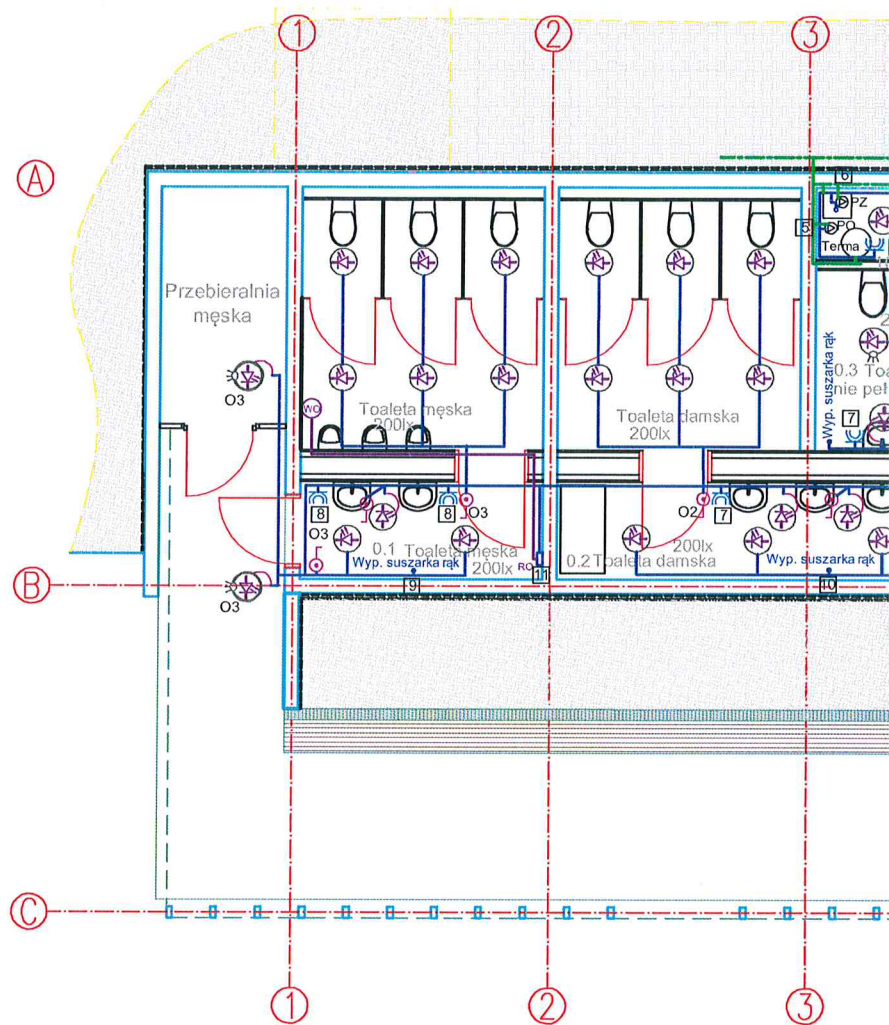 1
2
3
A
6
PZ
5
PO
Terma
Przebieralnia
męska
O3
WO
Toaleta męska
200lx
Toaleta damska
200lx
Wyp. suszarka rąk
0.3 Toa
nie peł
7
8
O3
8
O3
O2
7
0.1 Toaleta męska
200lx
Wyp. suszarka rąk
RO
11
9
200lx
0.2 Toaleta damska
Wyp. suszarka rąk
10
B
O3
C
1
2
3